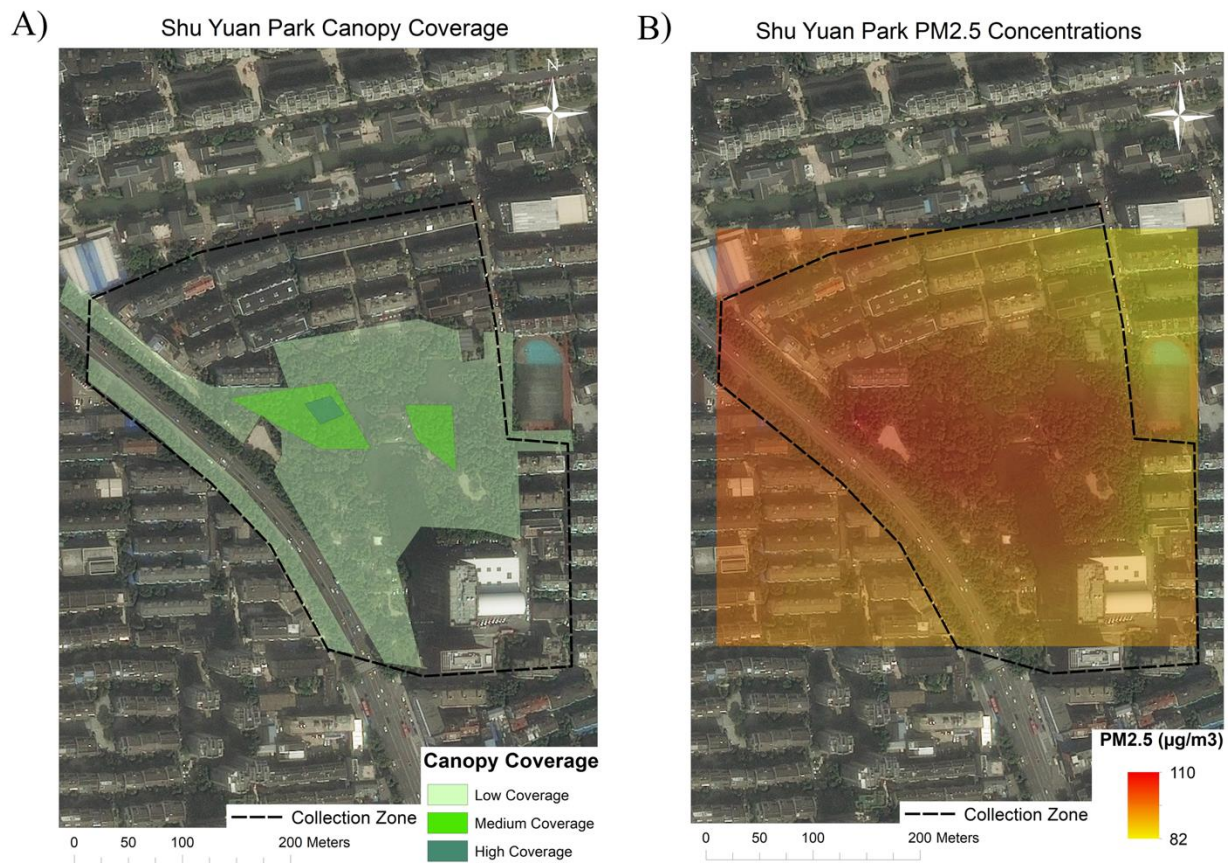 A)
Shu Yuan Park Canopy Coverage
N
Canopy Coverage
Low Coverage
Medium Coverage
High Coverage
Collection Zone
0 50 100 200 Meters
B)
Shu Yuan Park PM2.5 Concentrations
N
PM2.5 (µg/m3)
110
82
Collection Zone
0 50 100 200 Meters